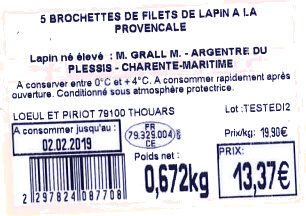 5 BROCHETTES DE FILETS DE LAPIN A LA
PROVENCALE
Lapin né élevé : M. GRALL M. - ARGENTRE DU
PLESSIS - CHARENTE-MARITIME
A conserver entre 0°C et + 4°C. A consommer rapidement après
ouverture. Conditionné sous atmosphère protectrice.
LOEUL ET PIRIOT 79100 THOUARS
Lot :TESTEDI2
A consommer jusqu'au :
02.02.2019
FR
79.329.004
CE
Prix/kg: 19.90€
Poids net :
0,672kg
PRIX:
13,37€
2 297824 087708